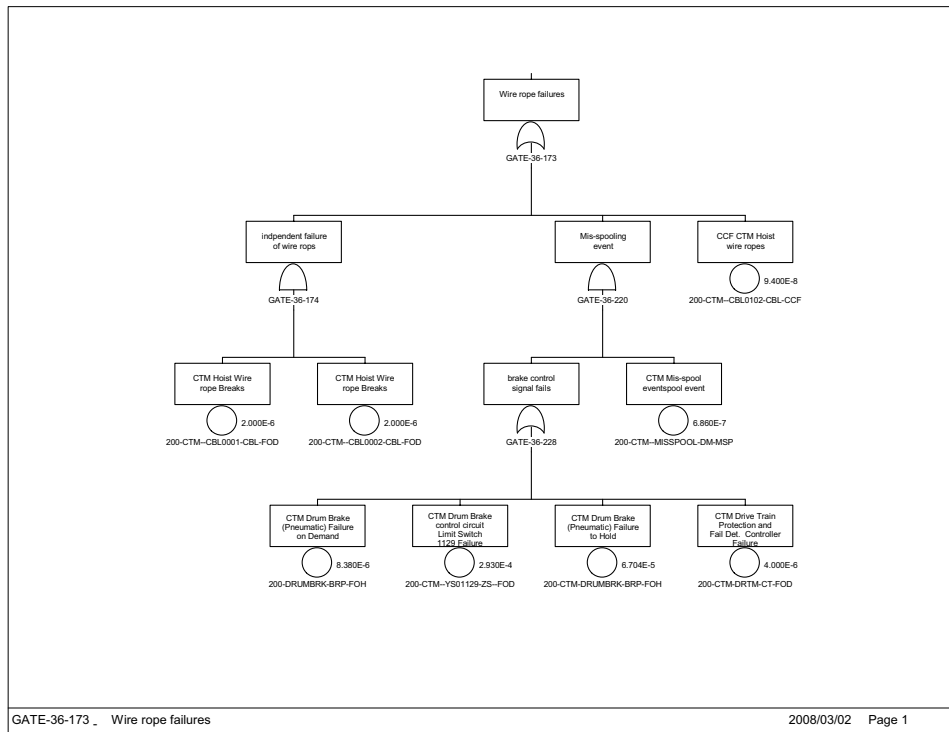 Wire rope failures
GATE-36-173
indpendent failure
of wire rops
GATE-36-174
Mis-spooling
event
GATE-36-220
CCF CTM Hoist
wire ropes
9.400E-8
200-CTM--CBL0102-CBL-CCF
CTM Hoist Wire
rope Breaks
2.000E-6
200-CTM--CBL0001-CBL-FOD
CTM Hoist Wire
rope Breaks
2.000E-6
200-CTM--CBL0002-CBL-FOD
brake control
signal fails
GATE-36-228
CTM Mis-spool
eventspool event
6.860E-7
200-CTM--MISSPOOL-DM-MSP
CTM Drum Brake
(Pneumatic) Failure
on Demand
8.380E-6
200-DRUMBRK-BRP-FOH
CTM Drum Brake
control circuit
Limit Switch
1129 Failure
2.930E-4
200-CTM--YS01129-ZS--FOD
CTM Drum Brake
(Pneumatic) Failure
to Hold
6.704E-5
200-CTM-DRUMBRK-BRP-FOH
CTM Drive Train
Protection and
Fail Det. Controller
Failure
4.000E-6
200-CTM-DRTM-CT-FOD
GATE-36-173 - Wire rope failures
2008/03/02 Page 1